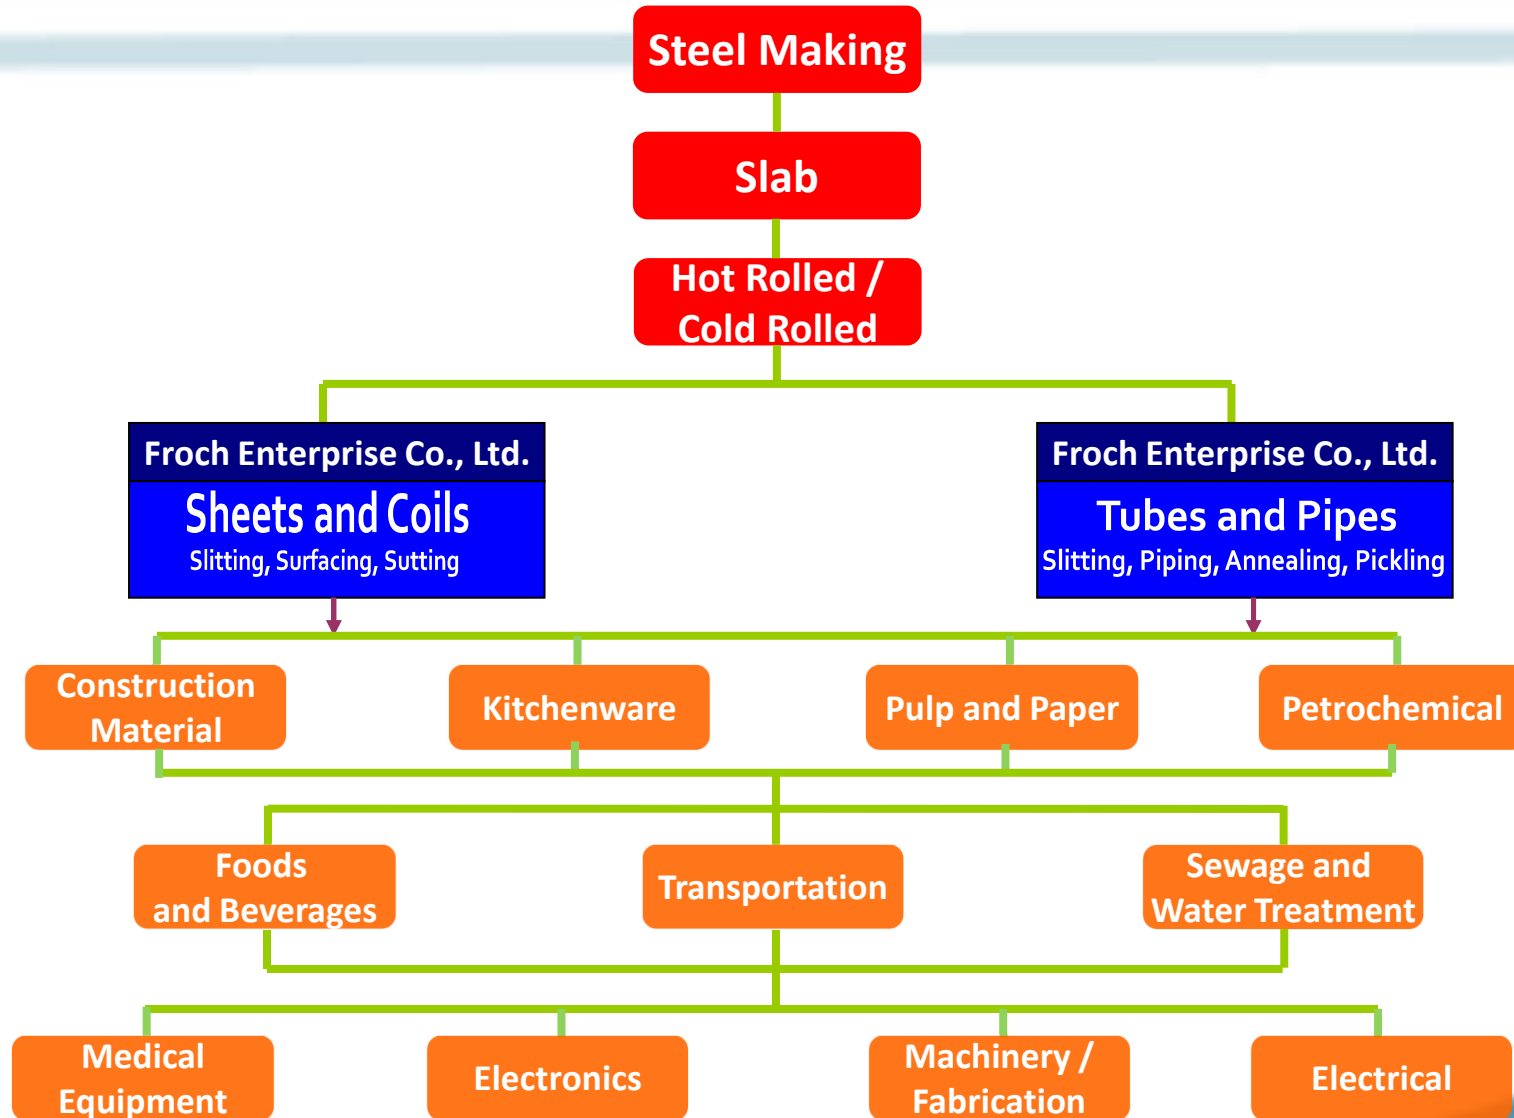 Steel Making
Slab
Hot Rolled /
Cold Rolled
Froch Enterprise Co., Ltd.
Sheets and Coils
Slitting, Surfacing, Sutting
Froch Enterprise Co., Ltd.
Tubes and Pipes
Slitting, Piping, Annealing, Pickling
Construction
Material
Kitchenware
Pulp and Paper
Petrochemical
Foods
and Beverages
Transportation
Sewage and
Water Treatment
Medical
Equipment
Electronics
Machinery /
Fabrication
Electrical